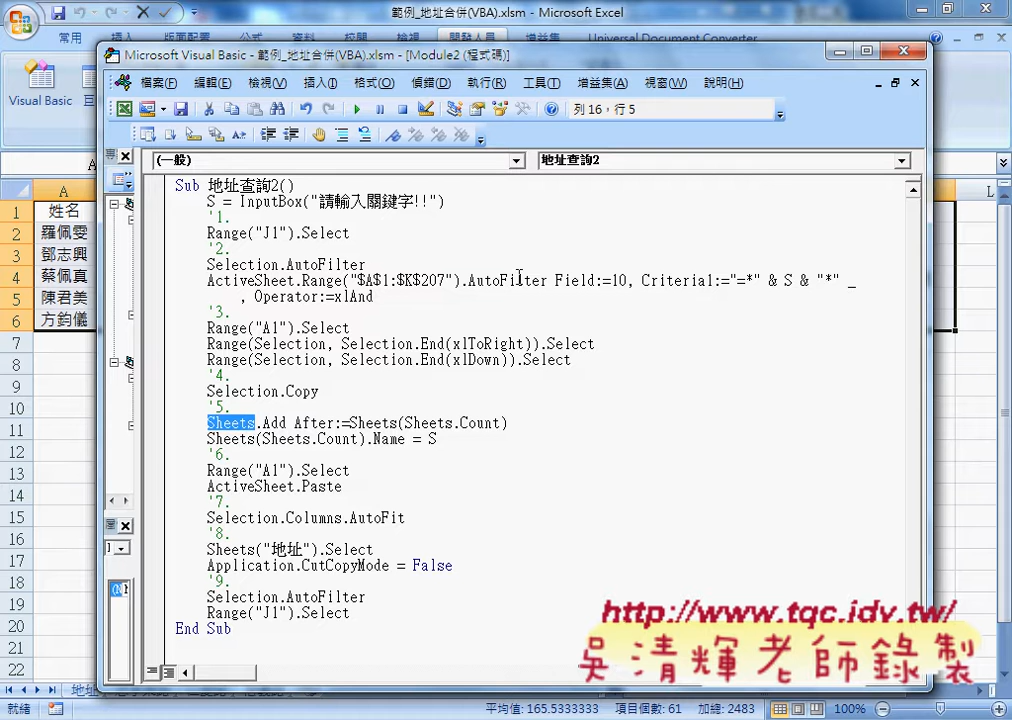 範例_地址合併(VBA).xlsm - Microsoft Excel
常用
插入
版面配置
公式
資料
校閱
檢視
開發人員
增益集
Universal Document Converter
Microsoft Visual Basic - 範例_地址合併(VBA).xlsm - [Module2 (程式碼)]
檔案(F) 編輯(E) 檢視(V) 插入(I) 格式(O) 偵錯(D) 執行(R) 工具(T) 增益集(A) 視窗(W) 說明(H)
列 16，行 5
Visual Basic
(一般)
地址查詢2
A
L
1 姓名
2 羅佩雯
3 鄧志興
4 蔡佩真
5 陳君美
6 方鈞儀
7
8
9
10
11
12
13
14
15
16
17
18
19
20
21
22
Sub 地址查詢2()
S = InputBox("請輸入關鍵字!!")
'1.
Range("J1").Select
'2.
Selection.AutoFilter
ActiveSheet.Range("$A$1:$K$207").AutoFilter Field:=10, Criteria1:="=*" & S & "*" _
, Operator:=xlAnd
'3.
Range("A1").Select
Range(Selection, Selection.End(xlToRight)).Select
Range(Selection, Selection.End(xlDown)).Select
'4.
Selection.Copy
'5.
Sheets.Add After:=Sheets(Sheets.Count)
Sheets(Sheets.Count).Name = S
'6.
Range("A1").Select
ActiveSheet.Paste
'7.
Selection.Columns.AutoFit
'8.
Sheets("地址").Select
Application.CutCopyMode = False
'9.
Selection.AutoFilter
Range("J1").Select
End Sub
http://www.tqc.idv.tw/
吳清輝老師錄製
就緒
平均值: 165.5333333 項目個數: 61 加總: 2483
100%